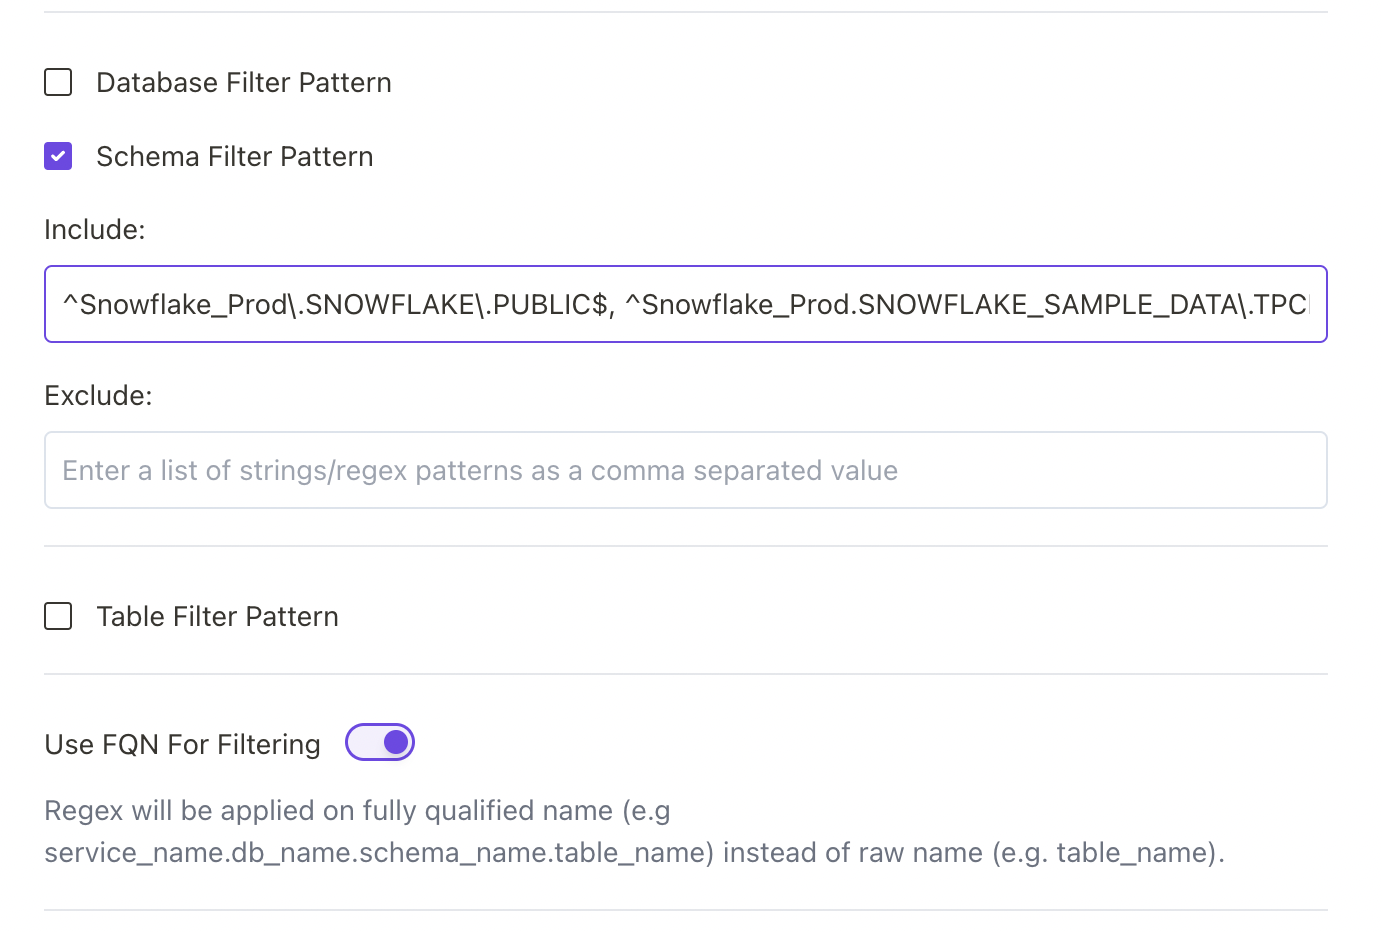 Database Filter Pattern
Schema Filter Pattern
Include:
^Snowflake_Prod\.SNOWFLAKE\.PUBLIC$, ^Snowflake_Prod.SNOWFLAKE_SAMPLE_DATA\.TPC
Exclude:
Enter a list of strings/regex patterns as a comma separated value
Table Filter Pattern
Use FQN For Filtering
Regex will be applied on fully qualified name (e.g
service_name.db_name.schema_name.table_name) instead of raw name (e.g. table_name).